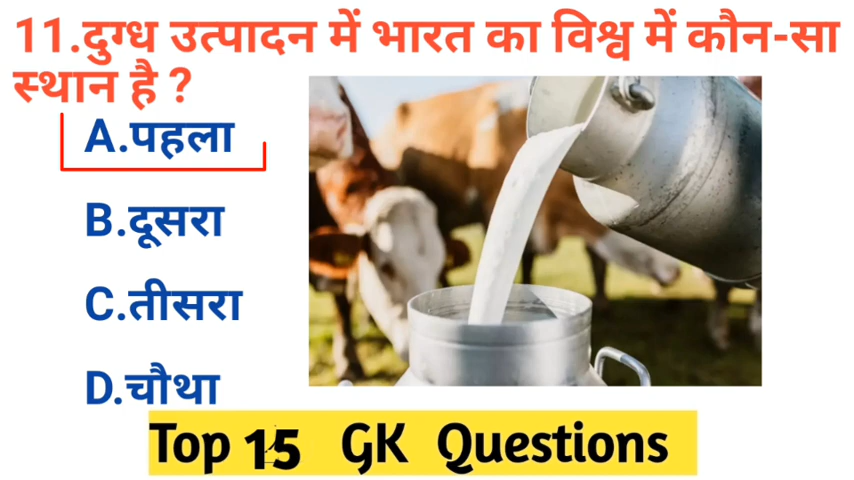 11.दुग्ध उत्पादन में भारत का विश्व में कौन-सा
स्थान है ?
A.पहला
B.दूसरा
C.तीसरा
D.चौथा
Top 15 GK Questions